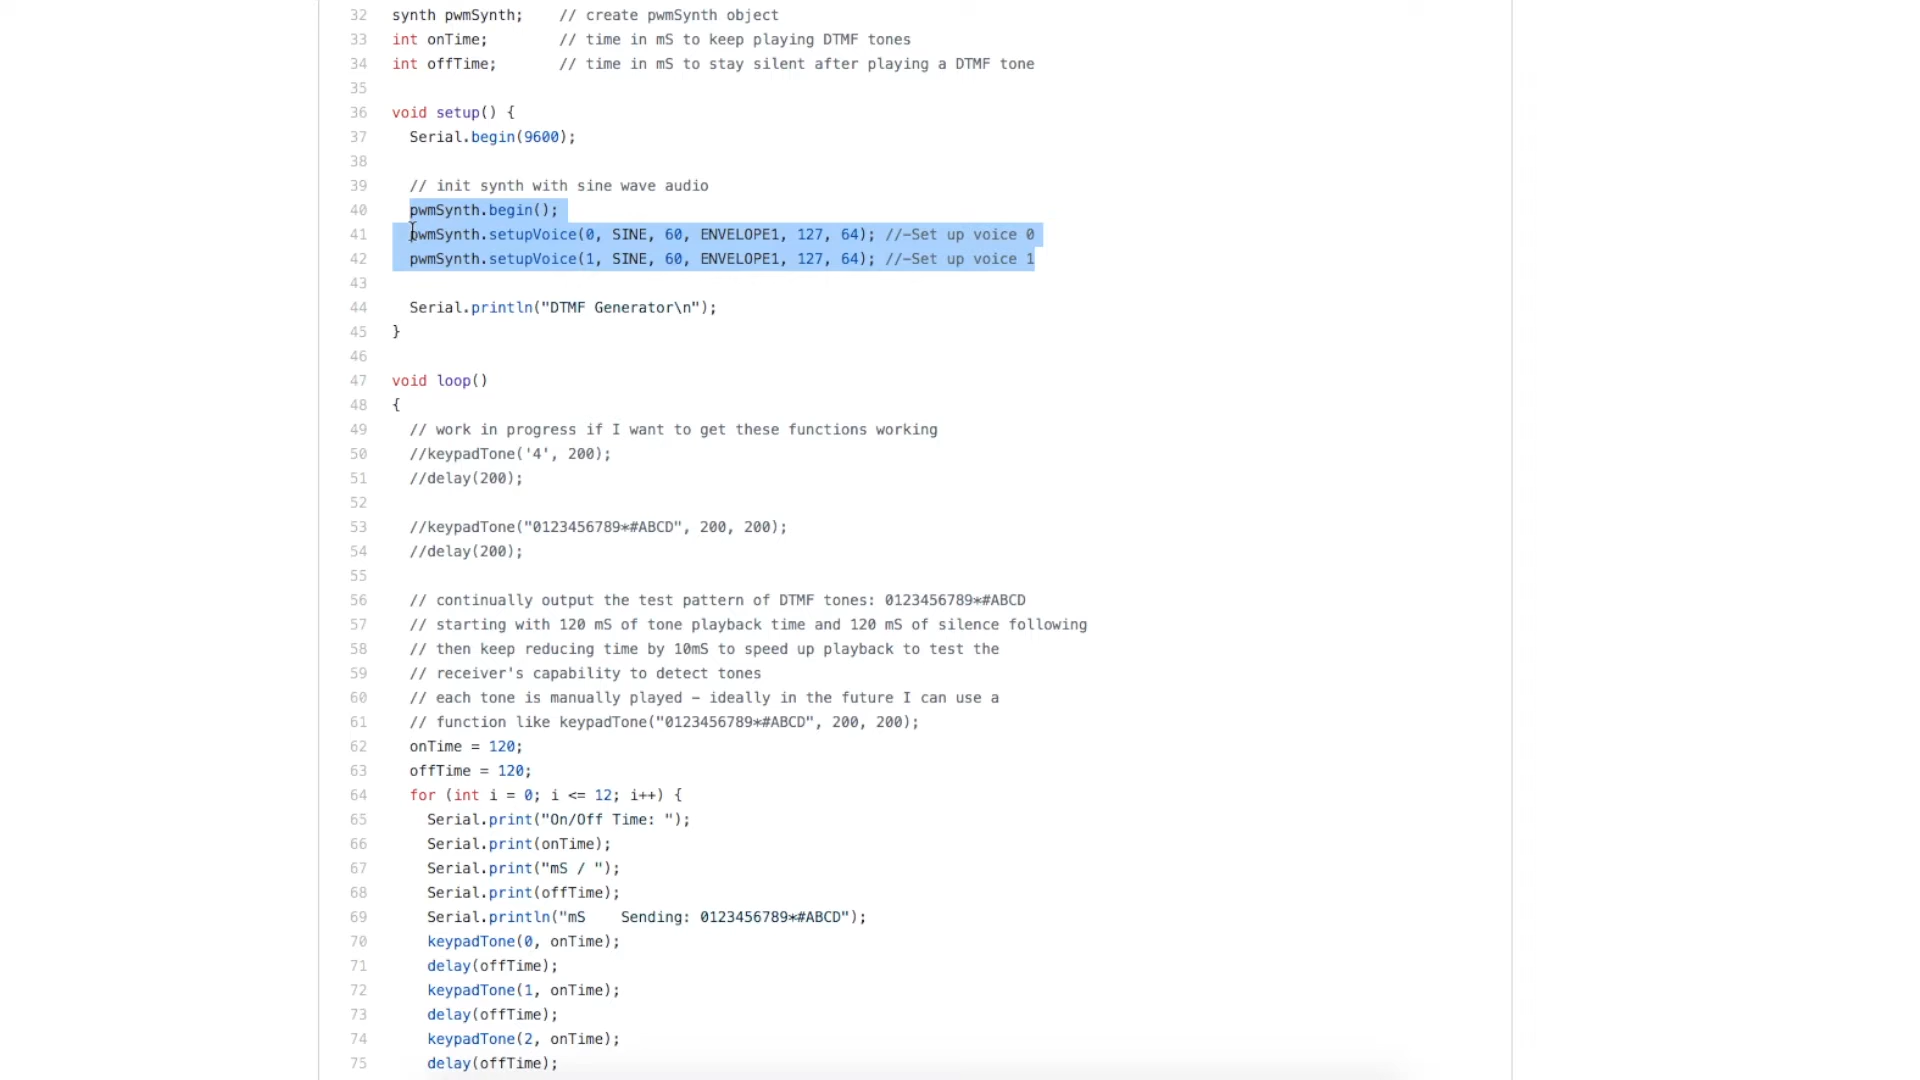 32 synth pwmSynth; // create pwmSynth object
33 int onTime; // time in mS to keep playing DTMF tones
34 int offTime; // time in mS to stay silent after playing a DTMF tone
35
36 void setup() {
37 Serial.begin(9600);
38
39 // init synth with sine wave audio
40 pwmSynth.begin();
41 pwmSynth.setupVoice(0, SINE, 60, ENVELOPE1, 127, 64); //-Set up voice 0
42 pwmSynth.setupVoice(1, SINE, 60, ENVELOPE1, 127, 64); //-Set up voice 1
43
44 Serial.println("DTMF Generator\n");
45 }
46
47 void loop()
48 {
49 // work in progress if I want to get these functions working
50 //keypadTone('4', 200);
51 //delay(200);
52
53 //keypadTone("0123456789*#ABCD", 200, 200);
54 //delay(200);
55
56 // continually output the test pattern of DTMF tones: 0123456789*#ABCD
57 // starting with 120 mS of tone playback time and 120 mS of silence following
58 // then keep reducing time by 10mS to speed up playback to test the
59 // receiver's capability to detect tones
60 // each tone is manually played - ideally in the future I can use a
61 // function like keypadTone("0123456789*#ABCD", 200, 200);
62 onTime = 120;
63 offTime = 120;
64 for (int i = 0; i <= 12; i++) {
65 Serial.print("On/Off Time: ");
66 Serial.print(onTime);
67 Serial.print("mS / ");
68 Serial.print(offTime);
69 Serial.println("mS    Sending: 0123456789*#ABCD");
70 keypadTone(0, onTime);
71 delay(offTime);
72 keypadTone(1, onTime);
73 delay(offTime);
74 keypadTone(2, onTime);
75 delay(offTime);